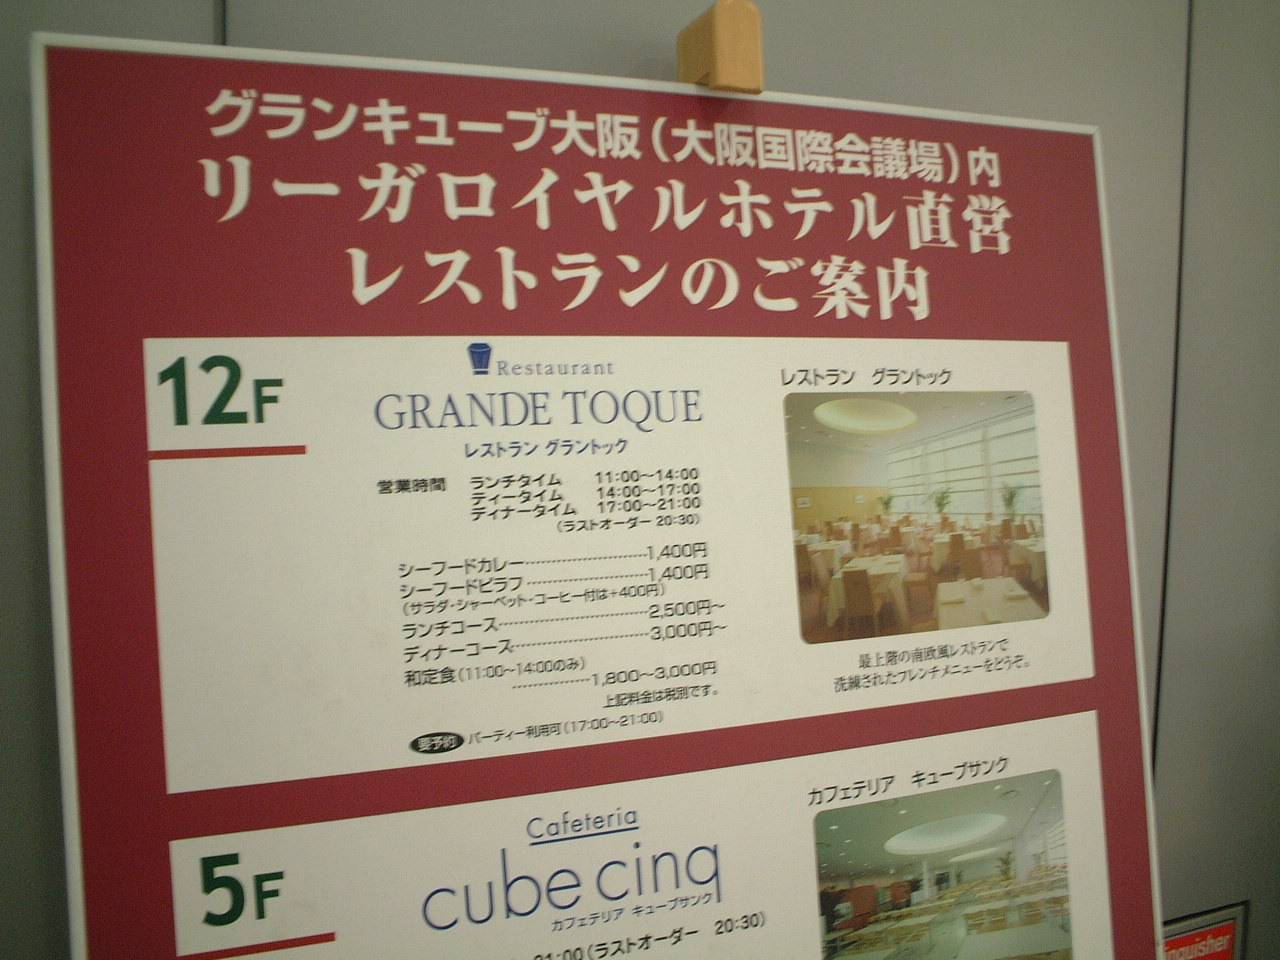 グランキューブ大阪(大阪国際会議場)内
リーガロイヤルホテル直営
レストランのご案内
12F
Restaurant
GRANDE TOQUE
レストラン グラントック
営業時間 ランチタイム 11:00〜14:00
ティータイム 14:00〜17:00
ディナータイム 17:00〜21:00
(ラストオーダー 20:30)
シーフードカレー……………………1,400円
シーフードピラフ……………………1,400円
(サラダ・シャーベット・コーヒー付は+400円)
ランチコース……………………2,500円〜
ディナーコース……………………3,000円〜
和定食(11:00〜14:00のみ)
……………1,800〜3,000円
上記料金は税別です。
要予約 パーティー利用可(17:00〜21:00)
レストラン グラントック
最上階の南欧風レストランで
洗練されたフレンチメニューをどうぞ。
5F
Cafeteria
cube cinq
カフェテリア キューブサンク
21:00(ラストオーダー 20:30)
カフェテリア キューブサンク
inguisher